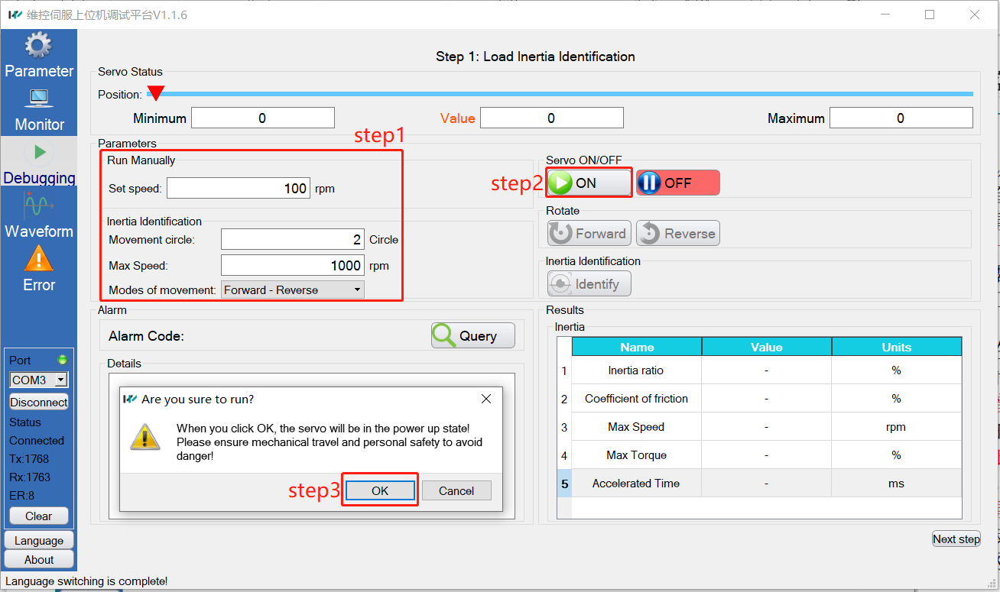 维控伺服上位机调试平台V1.1.6
Parameter
Monitor
Debugging
Waveform
Error
Port
COM3
Disconnect
Status
Connected
Tx:1768
Rx:1763
ER:8
Clear
Language
About
Language switching is complete!
Step 1: Load Inertia Identification
Servo Status
Position:
Minimum 0 Value 0 Maximum 0
step1
Parameters
Run Manually
Set speed: 100 rpm
Inertia Identification
Movement circle: 2 Circle
Max Speed: 1000 rpm
Modes of movement: Forward - Reverse
Servo ON/OFF
step2 ON OFF
Rotate
Forward Reverse
Inertia Identification
Identify
Alarm
Alarm Code: Query
Details
Are you sure to run?
When you click OK, the servo will be in the power up state!
Please ensure mechanical travel and personal safety to avoid
danger!
step3 OK Cancel
Results
Inertia
Name Value Units
1 Inertia ratio - %
2 Coefficient of friction - %
3 Max Speed - rpm
4 Max Torque - %
5 Accelerated Time - ms
Next step